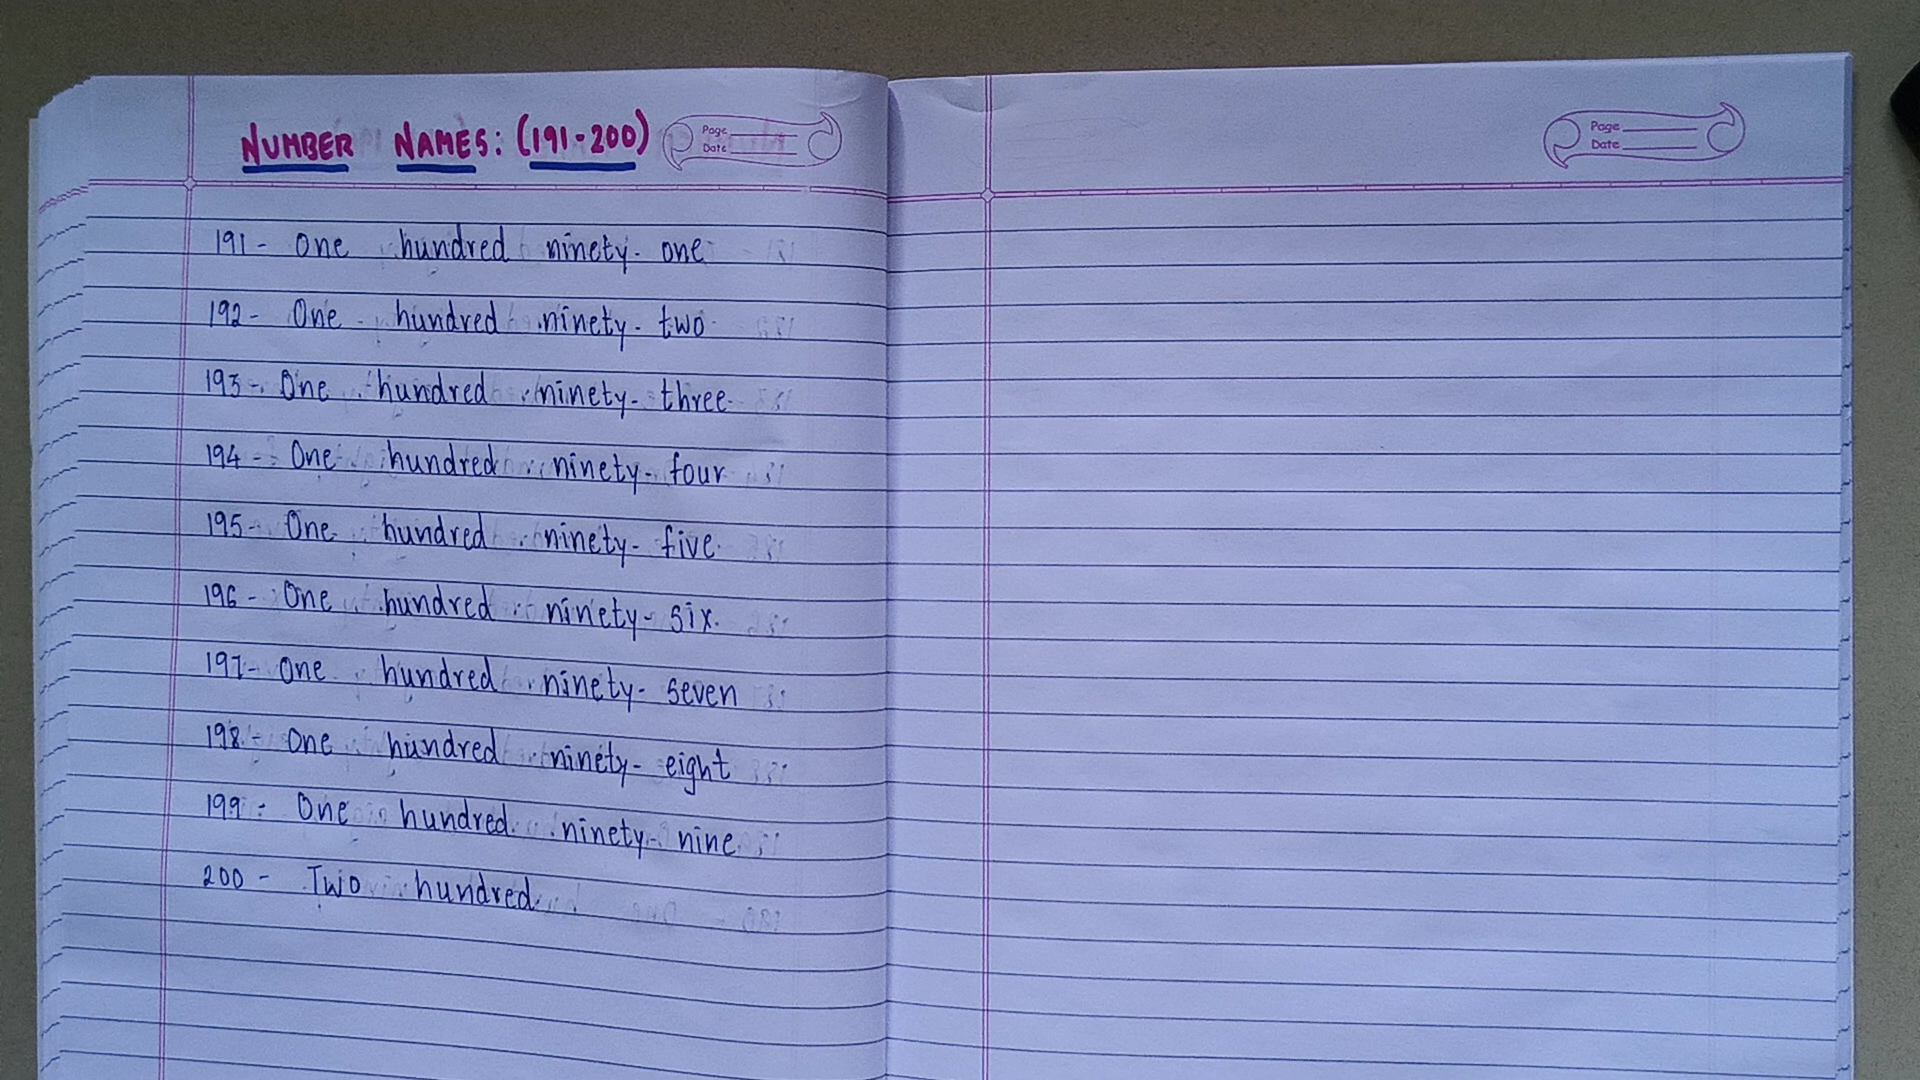 NUMBER NAMES: (191-200)
Page
Date
191- One hundred ninety-one
192- One hundred ninety-two
193- One hundred ninety-three
194- One hundred ninety-four
195- One hundred ninety-five
196- One hundred ninety-six
197- One hundred ninety-seven
198- One hundred ninety-eight
199- One hundred ninety-nine
200- Two hundred
Page
Date